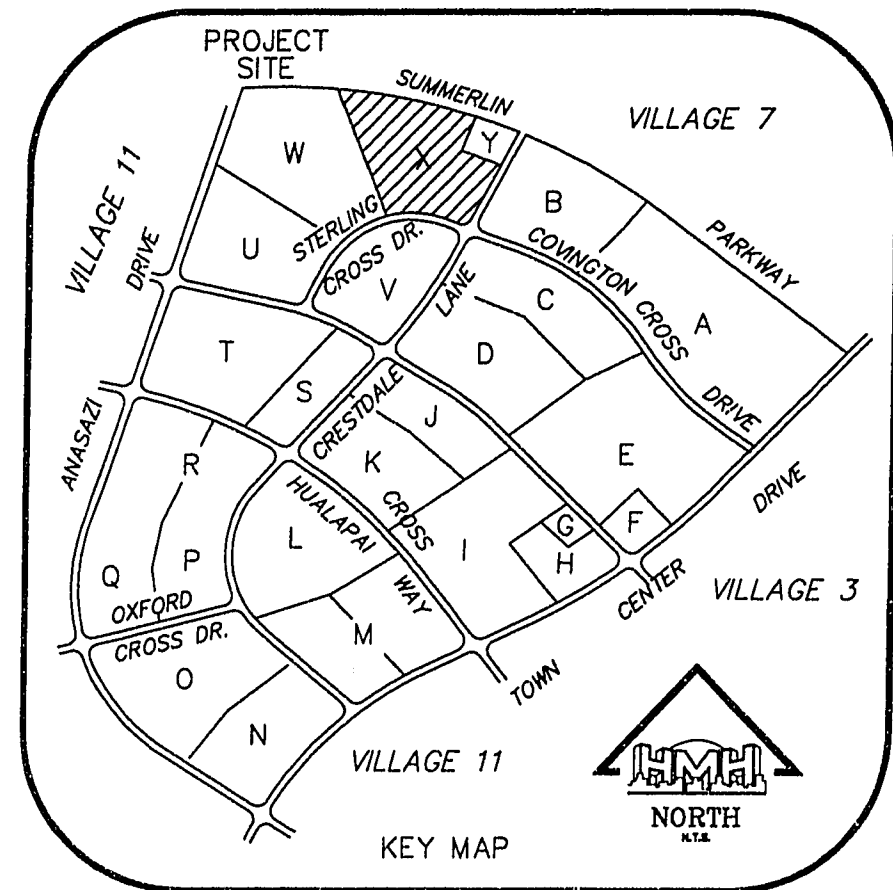 PROJECT
SITE
SUMMERLIN
VILLAGE 7
VILLAGE 11
W
X
Y
B
PARKWAY
DRIVE
U
STERLING
CROSS DR.
V
LANE
COVINGTON
CROSS
DRIVE
C
A
D
T
S
CRESTDALE
CROSS
J
E
DRIVE
ANASAZI
R
K
HUALAPAI
WAY
L
I
G
F
H
CENTER
VILLAGE 3
Q
P
OXFORD
CROSS DR.
M
TOWN
O
N
VILLAGE 11
HMH
NORTH
N.T.S.
KEY MAP